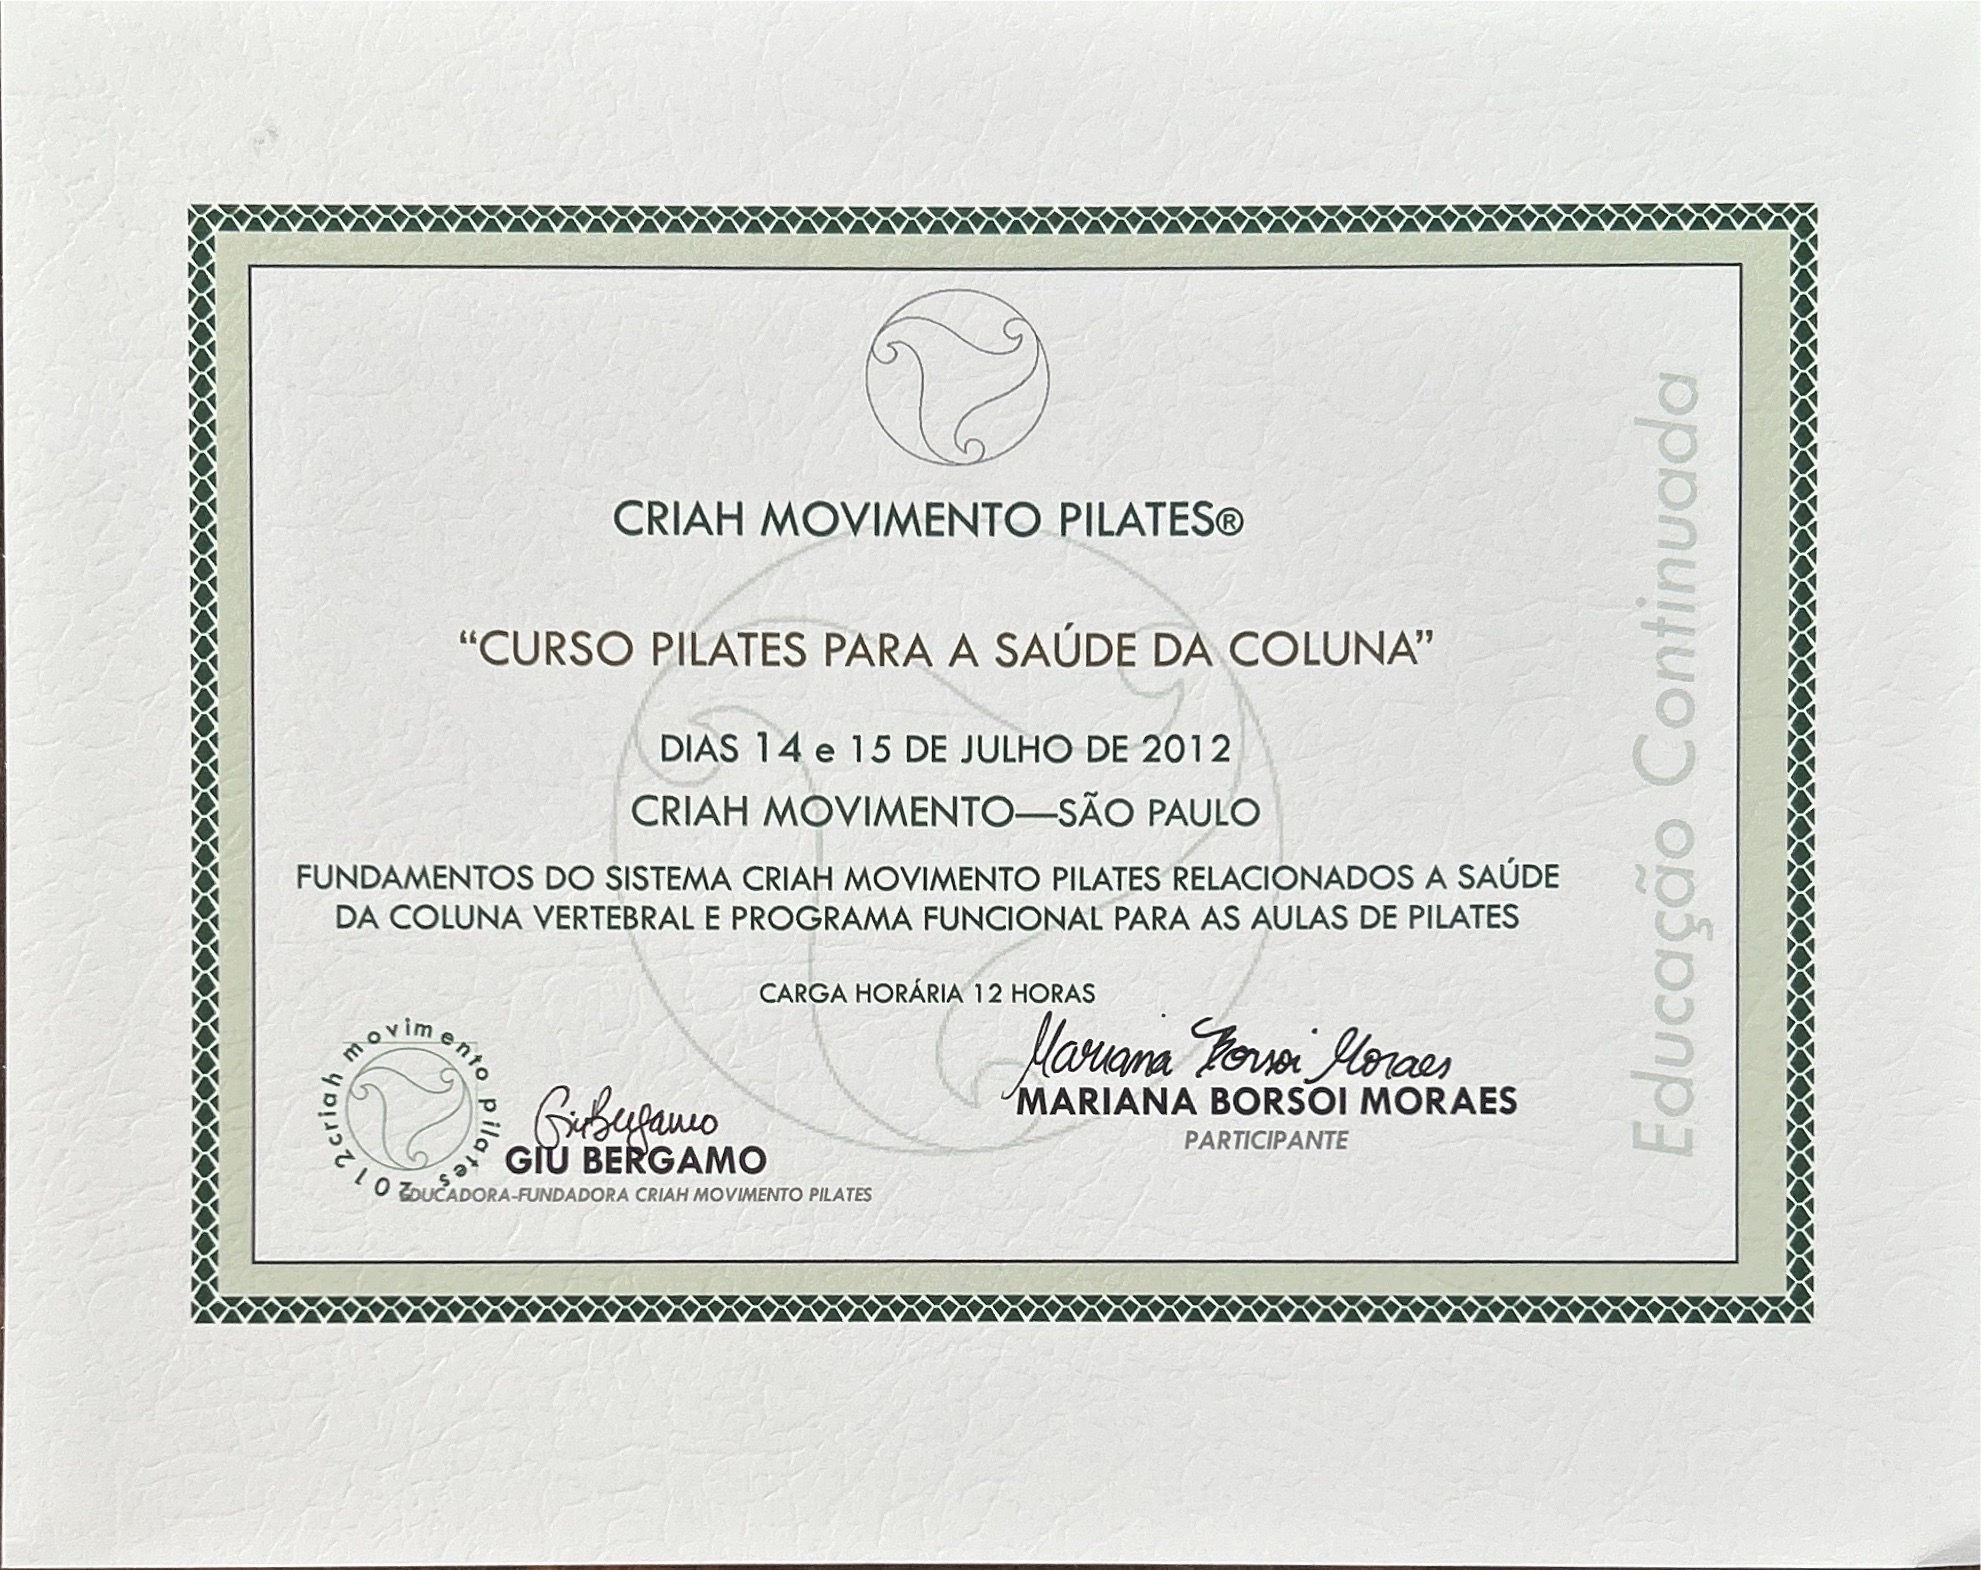 CRIAH MOVIMENTO PILATES®
“CURSO PILATES PARA A SAÚDE DA COLUNA”
DIAS 14 e 15 DE JULHO DE 2012
CRIAH MOVIMENTO—SÃO PAULO
FUNDAMENTOS DO SISTEMA CRIAH MOVIMENTO PILATES RELACIONADOS A SAÚDE
DA COLUNA VERTEBRAL E PROGRAMA FUNCIONAL PARA AS AULAS DE PILATES
CARGA HORÁRIA 12 HORAS
criah movimento pilates 2012
Giu Bergamo
GIU BERGAMO
EDUCADORA-FUNDADORA CRIAH MOVIMENTO PILATES
Mariana Borsoi Moraes
MARIANA BORSOI MORAES
PARTICIPANTE
Educação Continuada